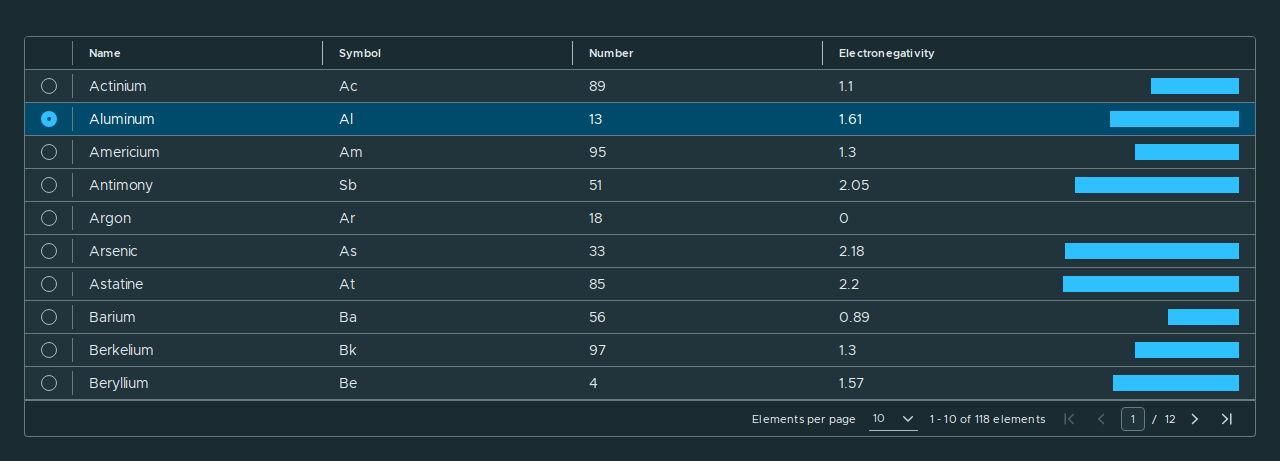 Name Symbol Number Electronegativity
Actinium Ac 89 1.1
Aluminum Al 13 1.61
Americium Am 95 1.3
Antimony Sb 51 2.05
Argon Ar 18 0
Arsenic As 33 2.18
Astatine At 85 2.2
Barium Ba 56 0.89
Berkelium Bk 97 1.3
Beryllium Be 4 1.57
Elements per page 10 1 - 10 of 118 elements 1 / 12